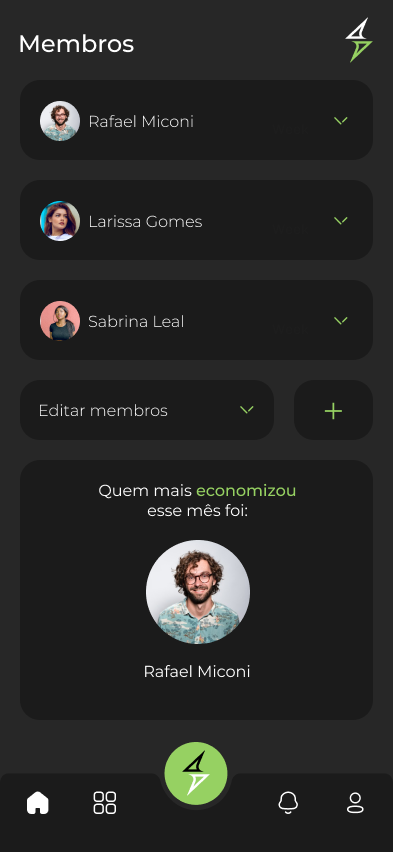 Membros
Rafael Miconi
Larissa Gomes
Sabrina Leal
Editar membros
Quem mais economizou
esse mês foi:
Rafael Miconi